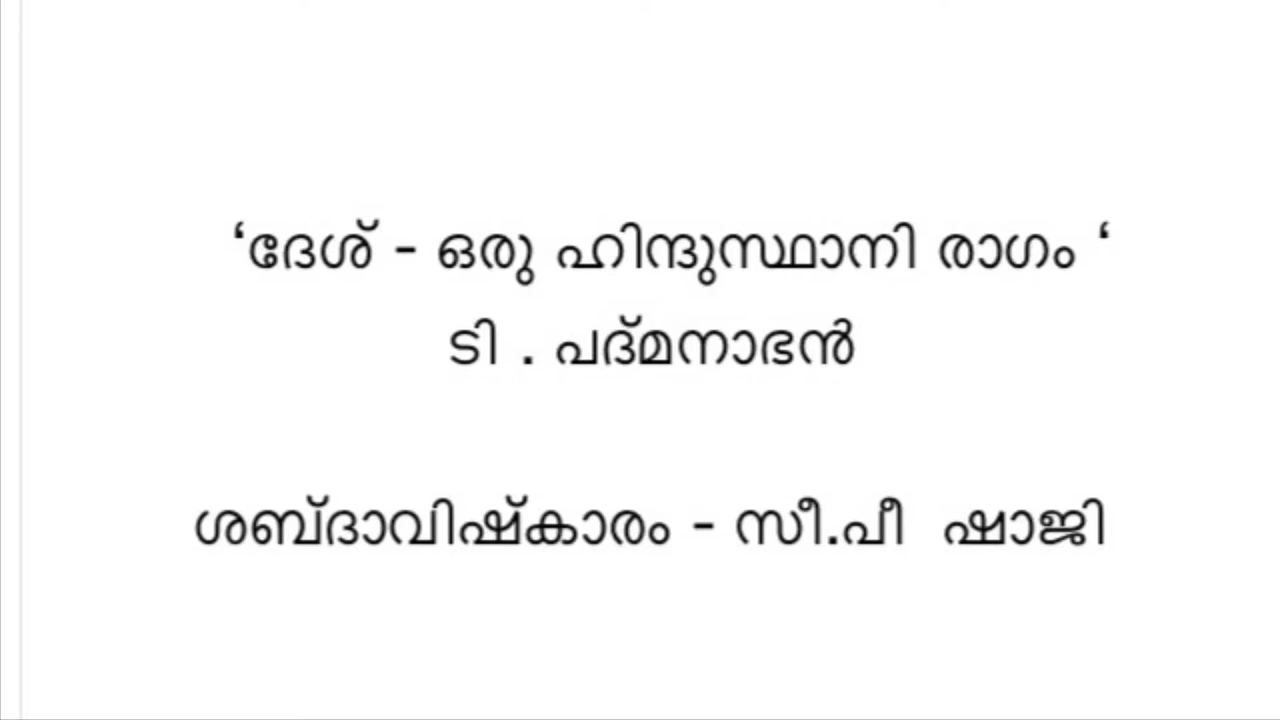 ‘ദേശ് - ഒരു ഹിന്ദുസ്ഥാനി രാഗം ‘
ടി . പദ്മനാഭൻ
ശബ്ദാവിഷ്കാരം - സീ.പീ ഷാജി